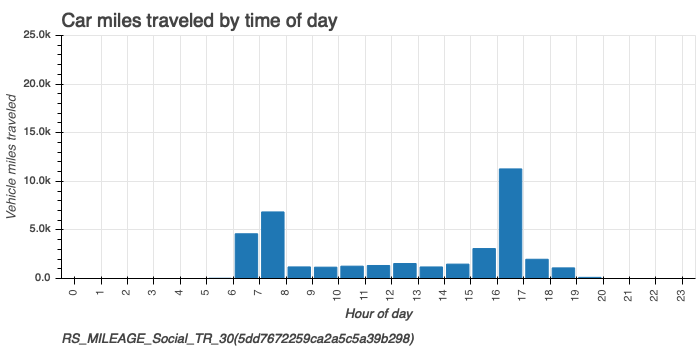 Car miles traveled by time of day
25.0k
20.0k
15.0k
10.0k
5.0k
0.0
Vehicle miles traveled
0 1 2 3 4 5 6 7 8 9 10 11 12 13 14 15 16 17 18 19 20 21 22 23
Hour of day
RS_MILEAGE_Social_TR_30(5dd7672259ca2a5c5a39b298)